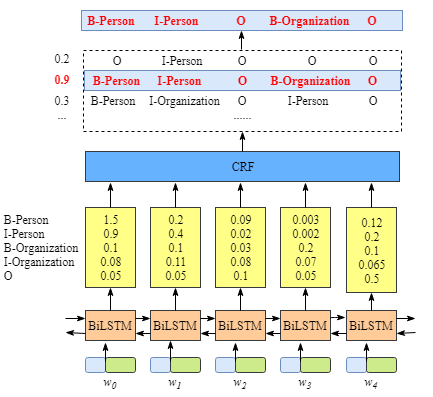 B-Person I-Person O B-Organization O
0.2 O I-Person O O O
0.9 B-Person I-Person O B-Organization O
0.3 B-Person I-Organization O I-Person O
... ......
CRF
B-Person 1.5 0.2 0.09 0.003 0.12
I-Person 0.9 0.4 0.02 0.002 0.2
B-Organization 0.1 0.1 0.03 0.2 0.1
I-Organization 0.08 0.11 0.08 0.07 0.065
O 0.05 0.05 0.1 0.05 0.5
BiLSTM BiLSTM BiLSTM BiLSTM BiLSTM
w0 w1 w2 w3 w4